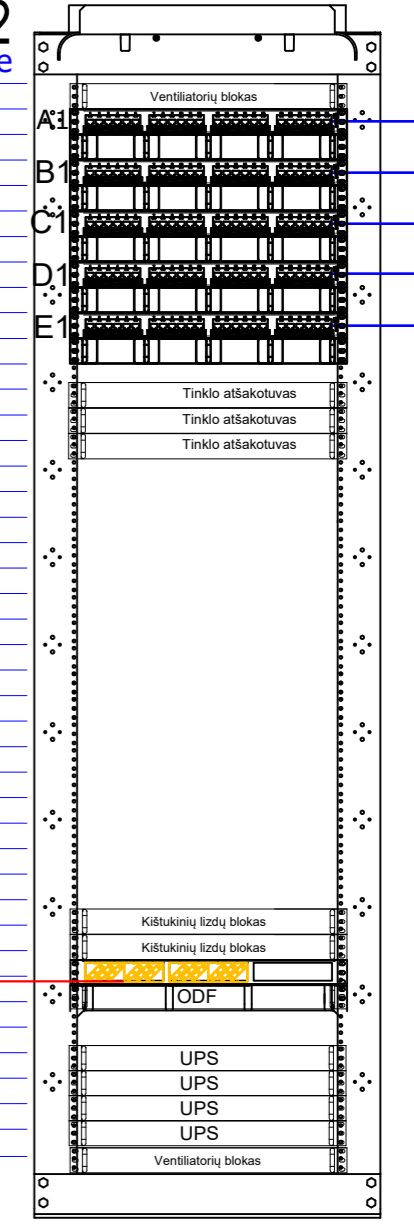 2
e
Ventiliatorių blokas
A1
B1
C1
D1
E1
Tinklo atšakotuvas
Tinklo atšakotuvas
Tinklo atšakotuvas
Kištukinių lizdų blokas
Kištukinių lizdų blokas
ODF
UPS
UPS
UPS
UPS
Ventiliatorių blokas